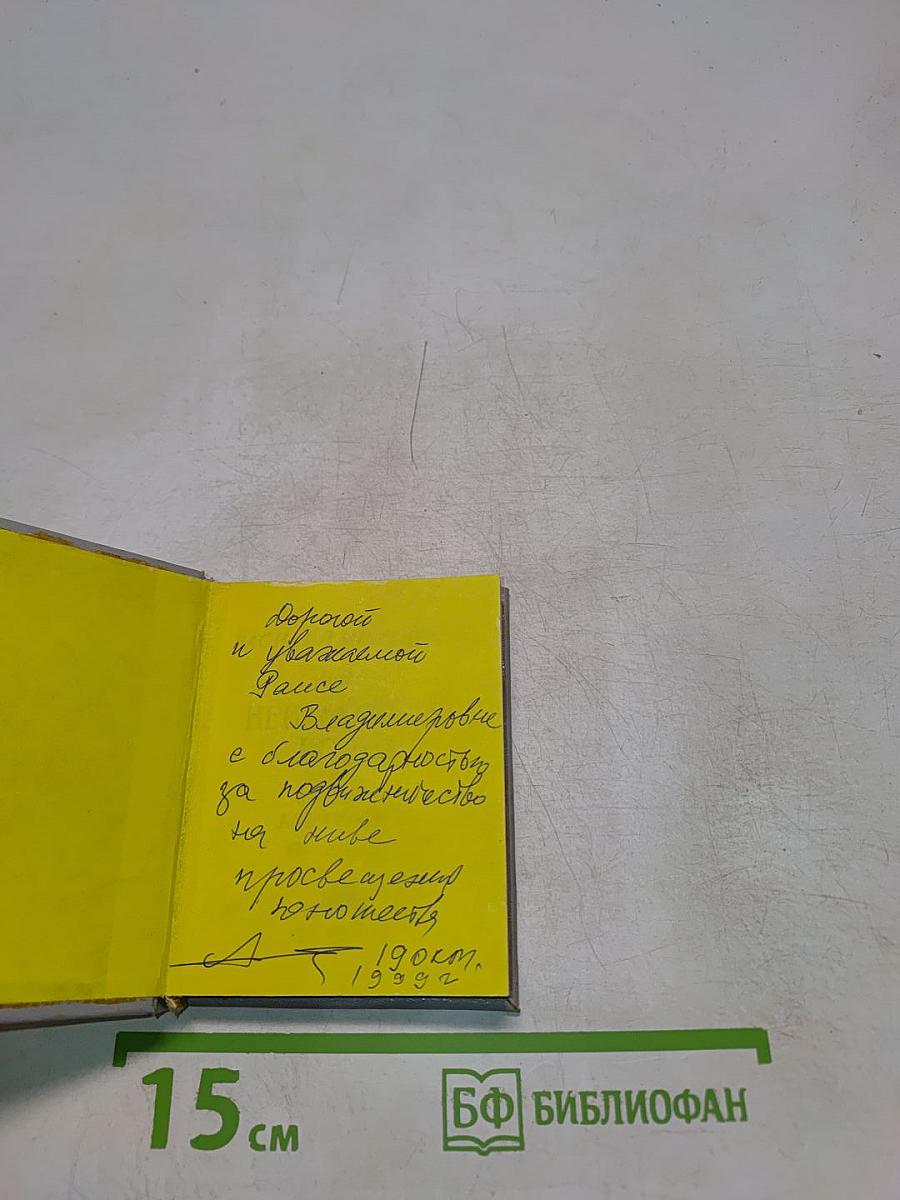 Дорогой
и уважаемой
Раисе
Владимировне
с благодарностью
за подвижничество
на ниве
просвещения
юношества
19 окт.
1999 г
15 см
БФ БИБЛИОФАН